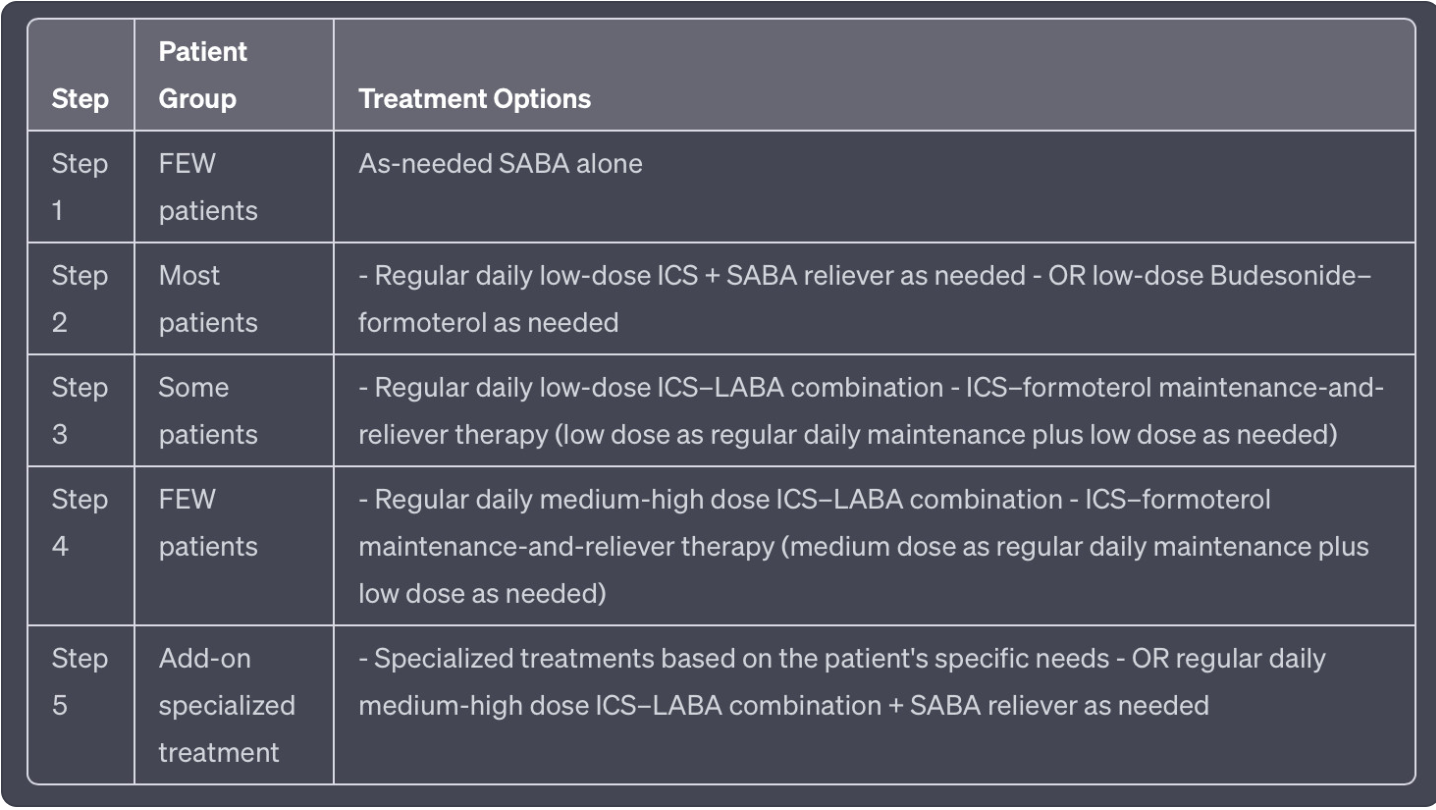 Step
Patient
Group
Treatment Options
Step
1
FEW
patients
As-needed SABA alone
Step
2
Most
patients
- Regular daily low-dose ICS + SABA reliever as needed - OR low-dose Budesonide–
formoterol as needed
Step
3
Some
patients
- Regular daily low-dose ICS–LABA combination - ICS–formoterol maintenance-and-
reliever therapy (low dose as regular daily maintenance plus low dose as needed)
Step
4
FEW
patients
- Regular daily medium-high dose ICS–LABA combination - ICS–formoterol
maintenance-and-reliever therapy (medium dose as regular daily maintenance plus
low dose as needed)
Step
5
Add-on
specialized
treatment
- Specialized treatments based on the patient's specific needs - OR regular daily
medium-high dose ICS–LABA combination + SABA reliever as needed